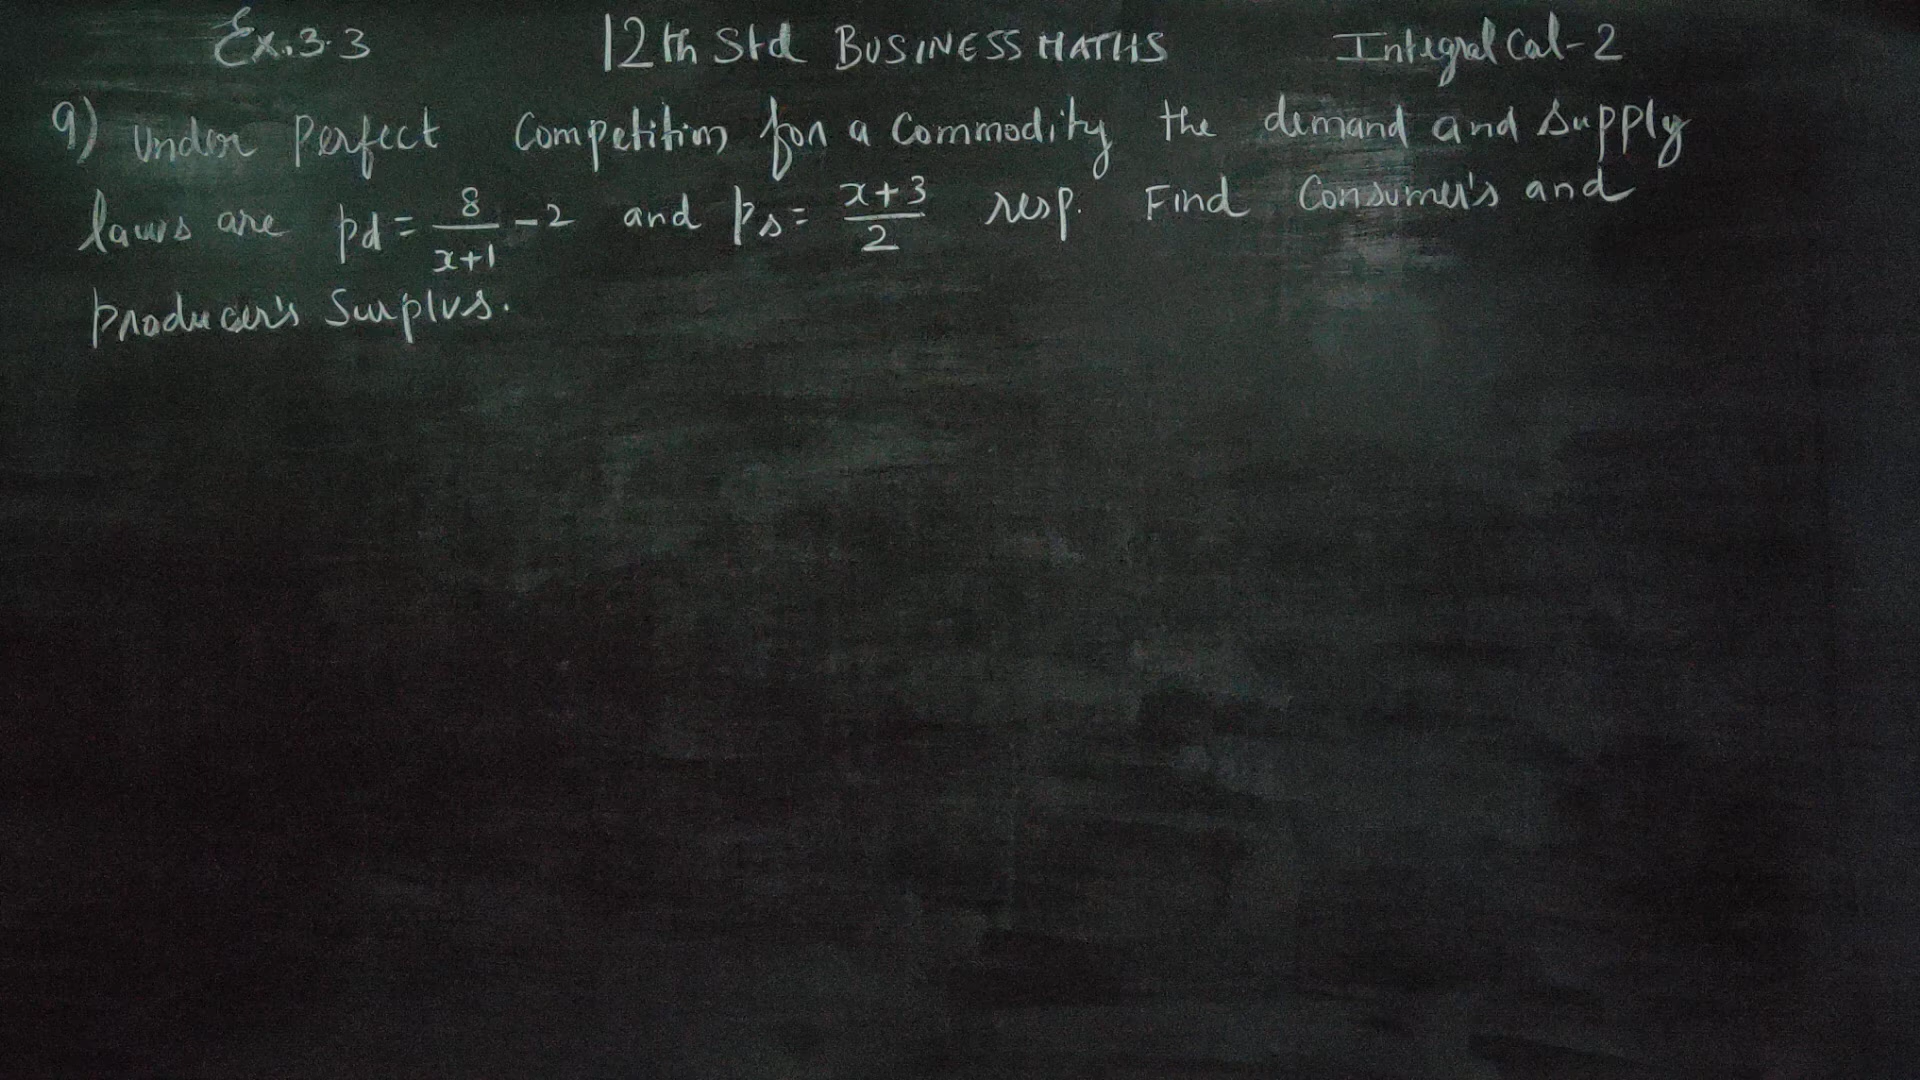 Ex.3.3 12th Std BUSINESS MATHS Integral Cal-2
9) Under Perfect Competition for a Commodity the demand and Supply
laws are pd = 8/(x+1) - 2 and ps = (x+3)/2 resp. Find Consumer's and
producer's Surplus.